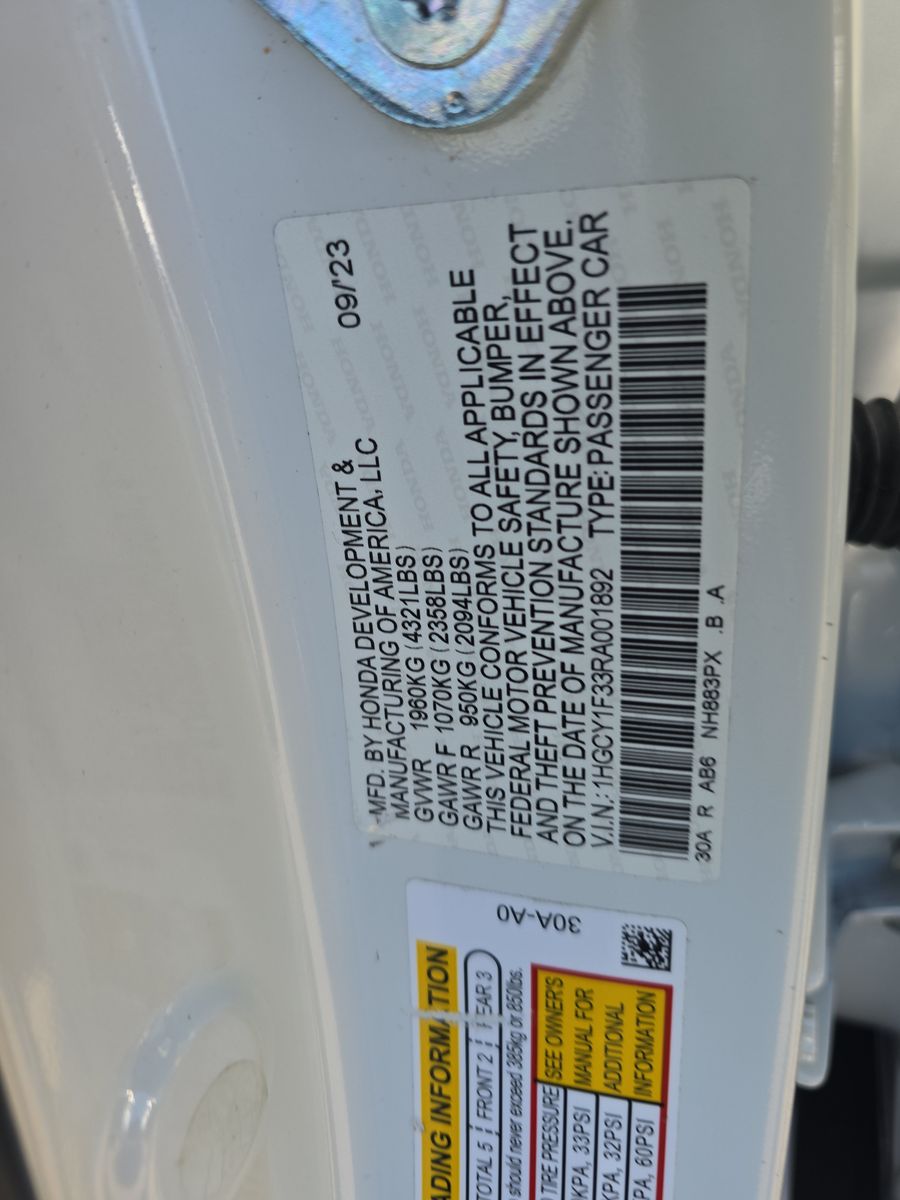 MFD. BY HONDA DEVELOPMENT &
MANUFACTURING OF AMERICA, LLC 09/'23
GVWR 1960KG (4321LBS)
GAWR F 1070KG (2358LBS)
GAWR R 950KG (2094LBS)
THIS VEHICLE CONFORMS TO ALL APPLICABLE
FEDERAL MOTOR VEHICLE SAFETY, BUMPER,
AND THEFT PREVENTION STANDARDS IN EFFECT
ON THE DATE OF MANUFACTURE SHOWN ABOVE.
V.I.N.: 1HGCY1F33RA001892 TYPE: PASSENGER CAR
30A R AB6 NH883PX .B .A
30A-A0
ADING INFORMATION
TOTAL 5 FRONT 2 REAR 3
should never exceed 385kg or 850lbs.
TIRE PRESSURE SEE OWNER'S
KPA, 33PSI MANUAL FOR
KPA, 32PSI ADDITIONAL
PA, 60PSI INFORMATION